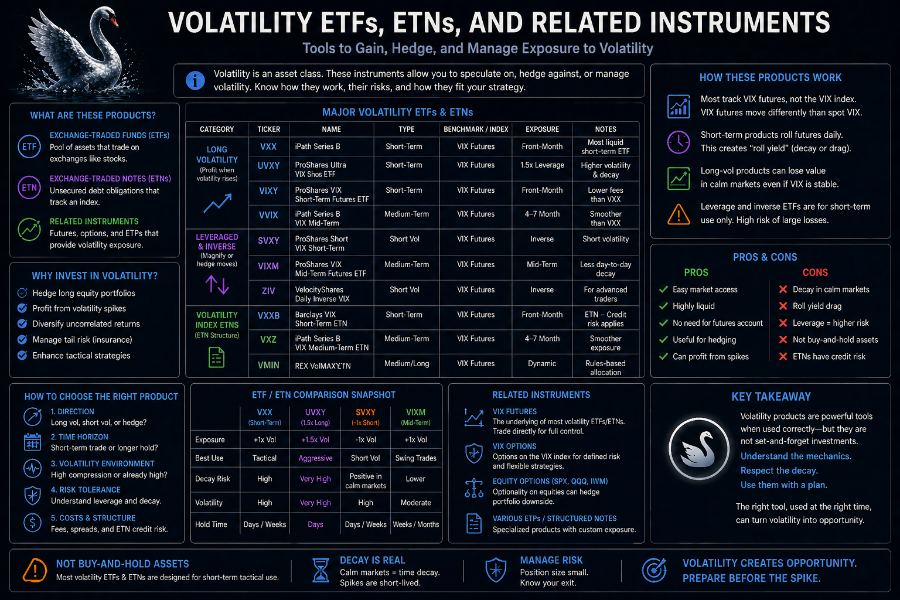 VOLATILITY ETFs, ETNs, AND RELATED INSTRUMENTS
Tools to Gain, Hedge, and Manage Exposure to Volatility
i
Volatility is an asset class. These instruments allow you to speculate on, hedge against, or manage
volatility. Know how they work, their risks, and how they fit your strategy.
WHAT ARE THESE PRODUCTS?
ETF
EXCHANGE-TRADED FUNDS (ETFs)
Pool of assets that trade on
exchanges like stocks.
ETN
EXCHANGE-TRADED NOTES (ETNs)
Unsecured debt obligations that
track an index.
RELATED INSTRUMENTS
Futures, options, and ETPs that
provide volatility exposure.
WHY INVEST IN VOLATILITY?
Hedge long equity portfolios
Profit from volatility spikes
Diversify uncorrelated returns
Manage tail risk (insurance)
Enhance tactical strategies
MAJOR VOLATILITY ETFs & ETNs
CATEGORY TICKER NAME TYPE BENCHMARK / INDEX EXPOSURE NOTES
LONG
VOLATILITY
(Profit when
volatility rises)
VXX iPath Series B Short-Term VIX Futures Front-Month Most liquid
short-term ETF
UVXY ProShares Ultra Short-Term VIX Futures 1.5x Leverage Higher volatility
VIX Shos ETF & decay
VIXY ProShares VIX Short-Term VIX Futures Front-Month Lower fees
Short-Term Futures ETF than VXX
VVIX iPath Series B Medium-Term VIX Futures 4–7 Month Smoother
VIX Mid-Term than VXX
LEVERAGED
& INVERSE
(Magnify or
hedge moves)
SVXY ProShares Short Short Vol VIX Futures Inverse Short volatility
VIX Short-Term
VIXM ProShares VIX Medium-Term VIX Futures Mid-Term Less day-to-day
Mid-Term Futures ETF decay
ZIV VelocityShares Short Vol VIX Futures Inverse For advanced
Daily Inverse VIX traders
VOLATILITY
INDEX ETNS
(ETN Structure)
VXXB Barclays VIX Short-Term VIX Futures Front-Month ETN – Credit
Short-Term ETN risk applies
VXZ iPath Series B Medium-Term VIX Futures 4–7 Month Smoother
VIX Medium-Term ETN exposure
VMIN Medium/Long VIX Futures Dynamic Rules-based
REX allocation
HOW THESE PRODUCTS WORK
Most track VIX futures, not the VIX index.
VIX futures move differently than spot VIX.
Short-term products roll futures daily.
This creates "roll yield" (decay or drag).
Long-vol products can lose value
in calm markets even if VIX is stable.
Leverage and inverse ETFs are for short-term
use only. High risk of large losses.
PROS & CONS
PROS
Easy market access
Highly liquid
No need for futures account
Useful for hedging
Can profit from spikes
CONS
Decay in calm markets
Roll yield drag
Leverage = higher risk
Not buy-and-hold assets
ETNs have credit risk
HOW TO CHOOSE THE RIGHT PRODUCT
1. DIRECTION
Long vol, short vol, or hedge?
2. TIME HORIZON
Short-term trade or longer hold?
3. VOLATILITY ENVIRONMENT
High compression or already high?
4. RISK TOLERANCE
Understand leverage and decay.
5. COSTS & STRUCTURE
Fees, spreads, and ETN credit risk.
ETF / ETN COMPARISON SNAPSHOT
VXX UVXY SVXY VIXM
(Short-Term) (1.5x Long) (-1x Short) (Mid-Term)
Exposure +1x Vol +1.5x Vol -1x Vol +1x Vol
Best Use Tactical Aggressive Short Vol Swing Trades
Decay Risk High Very High Positive in Lower
calm markets
Volatility High Very High High Moderate
Hold Time Days / Weeks Days Days / Weeks Weeks / Months
RELATED INSTRUMENTS
VIX FUTURES
The underlying of most volatility ETFs/ETNs.
Trade directly for full control.
VIX OPTIONS
Options on the VIX index for defined risk
and flexible strategies.
EQUITY OPTIONS (SPX, QQQ, IWM)
Optionality on equities can hedge
portfolio downside.
VARIOUS ETPs / STRUCTURED NOTES
Specialized products with custom exposure.
KEY TAKEAWAY
Volatility products are powerful tools
when used correctly—but they are
not set-and-forget investments.
Understand the mechanics.
Respect the decay.
Use them with a plan.
The right tool, used at the right time,
can turn volatility into opportunity.
NOT BUY-AND-HOLD ASSETS
Most volatility ETFs & ETNs are designed for short-term tactical use.
DECAY IS REAL
Calm markets = time decay.
Spikes are short-lived.
MANAGE RISK
Position size small.
Know your exit.
VOLATILITY CREATES OPPORTUNITY.
PREPARE BEFORE THE SPIKE.